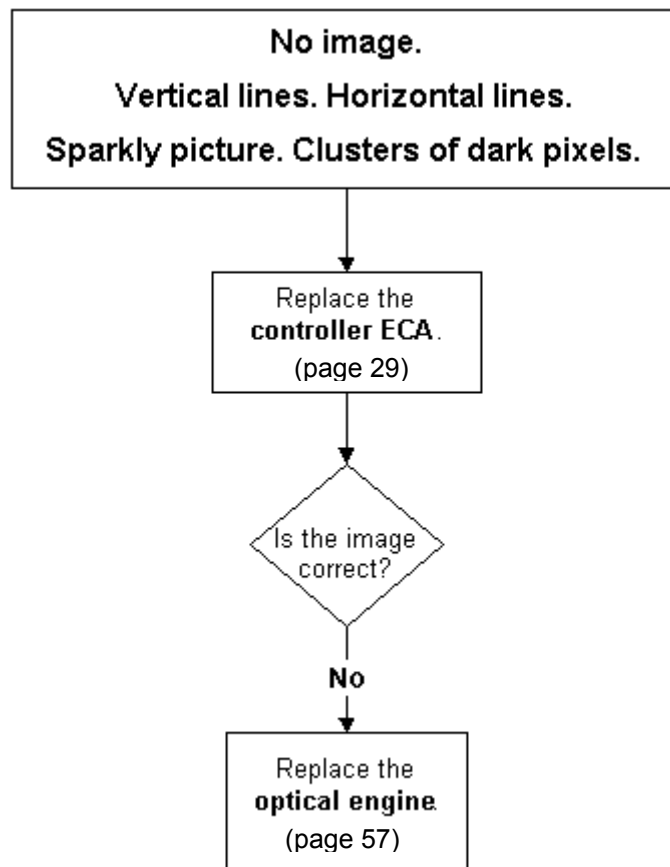 No image.
Vertical lines. Horizontal lines.
Sparkly picture. Clusters of dark pixels.
Replace the
controller ECA.
(page 29)
Is the image
correct?
No
Replace the
optical engine.
(page 57)